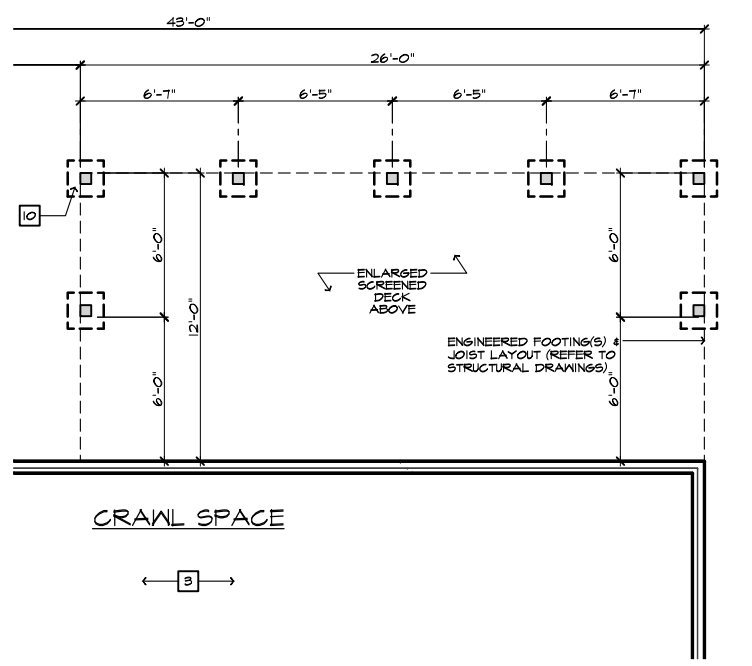 43'-0"
26'-0"
6'-7"
6'-5"
6'-5"
6'-7"
10
6'-0"
12'-0"
6'-0"
6'-0"
6'-0"
ENLARGED
SCREENED
DECK
ABOVE
ENGINEERED FOOTING(S) &
JOIST LAYOUT (REFER TO
STRUCTURAL DRAWINGS)
CRAWL SPACE
3